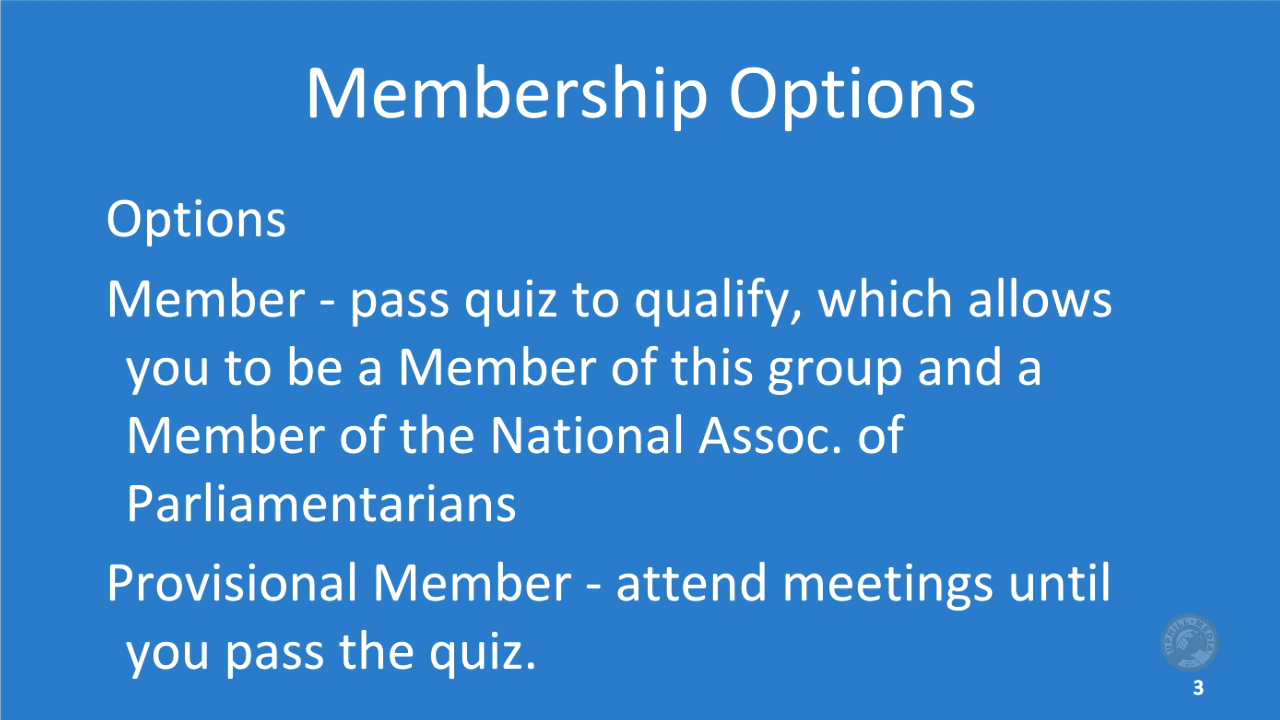 Membership Options
Options
Member - pass quiz to qualify, which allows
you to be a Member of this group and a
Member of the National Assoc. of
Parliamentarians
Provisional Member - attend meetings until
you pass the quiz.
3